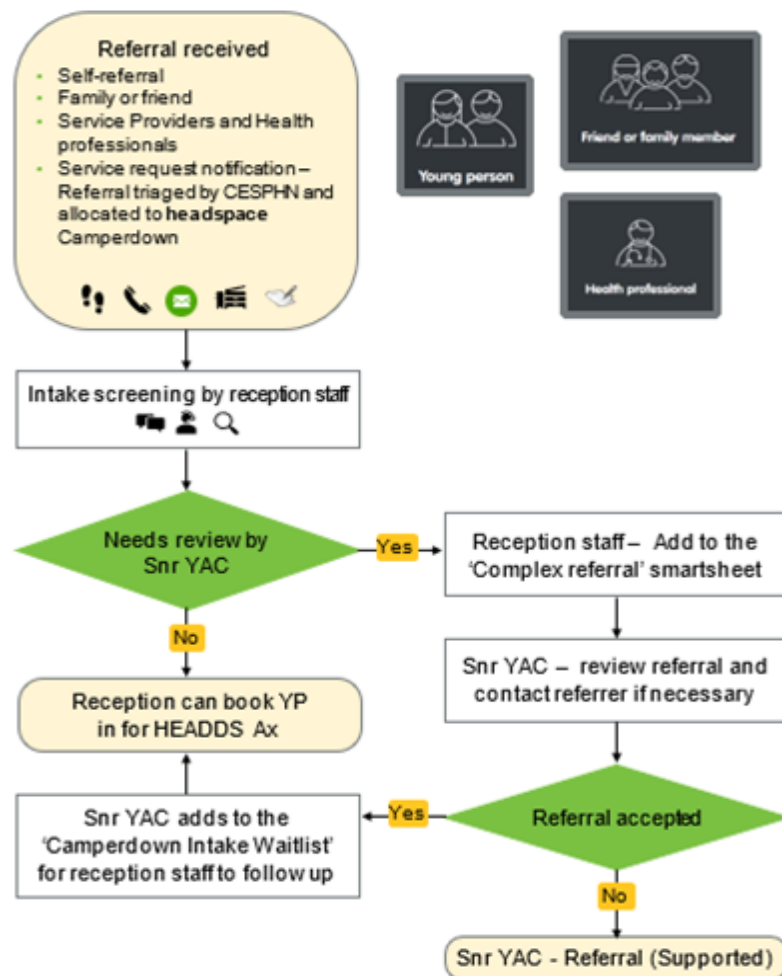 Referral received
Self-referral
Family or friend
Service Providers and Health
professionals
Service request notification –
Referral triaged by CESPHN and
allocated to headspace
Camperdown
Young person
Friend or family member
Health professional
Intake screening by reception staff
Needs review by
Snr YAC
Yes
Reception staff – Add to the
‘Complex referral’ smartsheet
No
Snr YAC – review referral and
contact referrer if necessary
Reception can book YP
in for HEADDS Ax
Referral accepted
Yes
Snr YAC adds to the
‘Camperdown Intake Waitlist’
for reception staff to follow up
No
Snr YAC - Referral (Supported)